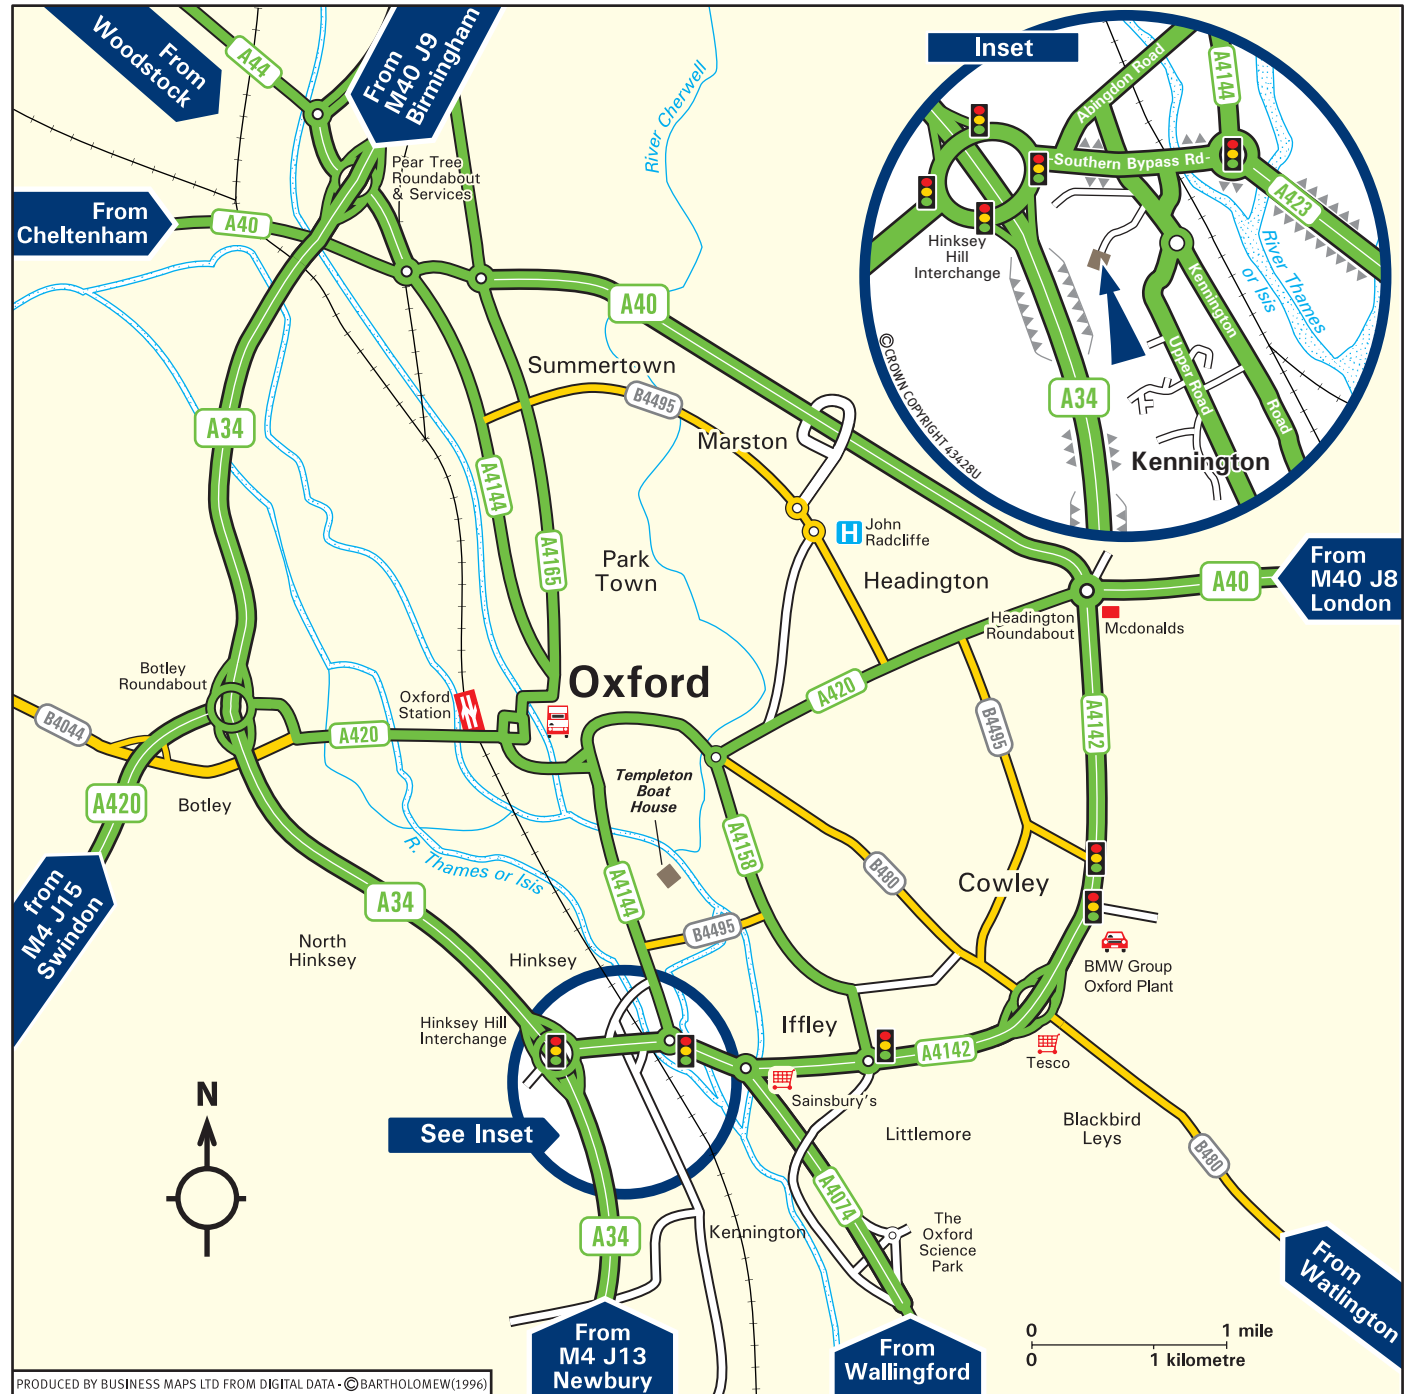 From
Woodstock
A44
From
M40 J9
Birmingham
Pear Tree
Roundabout
& Services
River Cherwell
From
Cheltenham
A40
A40
A34
Summertown
B4495
Marston
A4144
A4165
Park
Town
H
John
Radcliffe
Headington
Headington
Roundabout
Mcdonalds
A40
From
M40 J8
London
Inset
Abingdon Road
A4144
Southern Bypass Rd
A423
Hinksey
Hill
Interchange
River Thames
or Isis
Kennington
Road
Upper Road
A34
Kennington
© CROWN COPYRIGHT 43428U
Botley
Roundabout
Oxford
Station
Oxford
A420
A420
B4044
A420
Botley
from
M4 J15
Swindon
Templeton
Boat
House
B4495
A4142
A4158
B480
Cowley
R. Thames or Isis
A34
A4144
B4495
North
Hinksey
Hinksey
BMW Group
Oxford Plant
Hinksey Hill
Interchange
Iffley
A4142
Tesco
Sainsbury's
See Inset
Littlemore
Blackbird
Leys
B480
N
A34
Kennington
A4074
The
Oxford
Science
Park
From
Watlington
From
M4 J13
Newbury
From
Wallingford
0 1 mile
0 1 kilometre
PRODUCED BY BUSINESS MAPS LTD FROM DIGITAL DATA - © BARTHOLOMEW(1996)